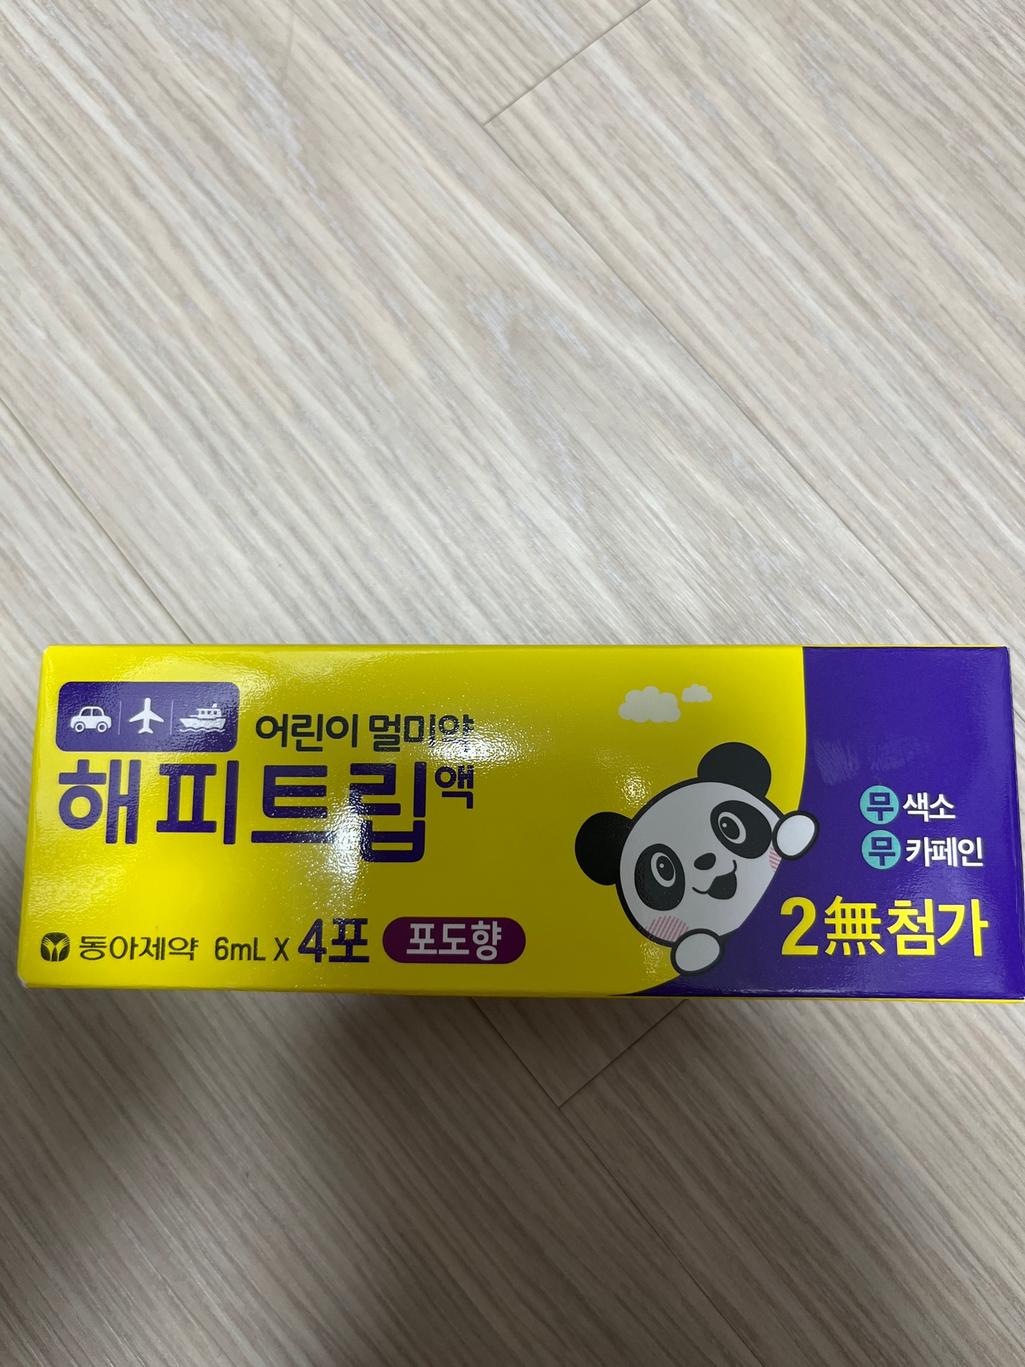 어린이 멀미약
해피트립액
동아제약 6mL X 4포 포도향
무 색소
무 카페인
2無첨가